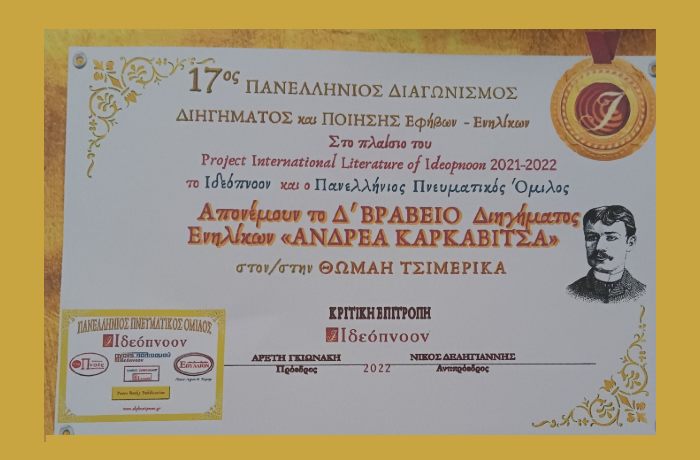 17ος ΠΑΝΕΛΛΗΝΙΟΣ ΔΙΑΓΩΝΙΣΜΟΣ
ΔΙΗΓΗΜΑΤΟΣ και ΠΟΙΗΣΗΣ Εφήβων - Ενηλίκων
Στο πλαίσιο του
Project International Literature of Ideopnoon 2021-2022
το Ιδεόπνοον και ο Πανελλήνιος Πνευματικός Όμιλος
Απονέμουν το Δ' ΒΡΑΒΕΙΟ Διηγήματος
Ενηλίκων «ΑΝΔΡΕΑ ΚΑΡΚΑΒΙΤΣΑ»
στον/στην ΘΩΜΑΗ ΤΣΙΜΕΡΙΚΑ
ΚΡΙΤΙΚΗ ΕΠΙΤΡΟΠΗ
Ιδεόπνοον
ΑΡΕΤΗ ΓΚΙΩΝΑΚΗ
Πρόεδρος
2022
ΝΙΚΟΣ ΔΕΛΗΓΙΑΝΝΗΣ
Αντιπρόεδρος
ΠΑΝΕΛΛΗΝΙΟΣ ΠΝΕΥΜΑΤΙΚΟΣ ΟΜΙΛΟΣ
Ιδεόπνοον